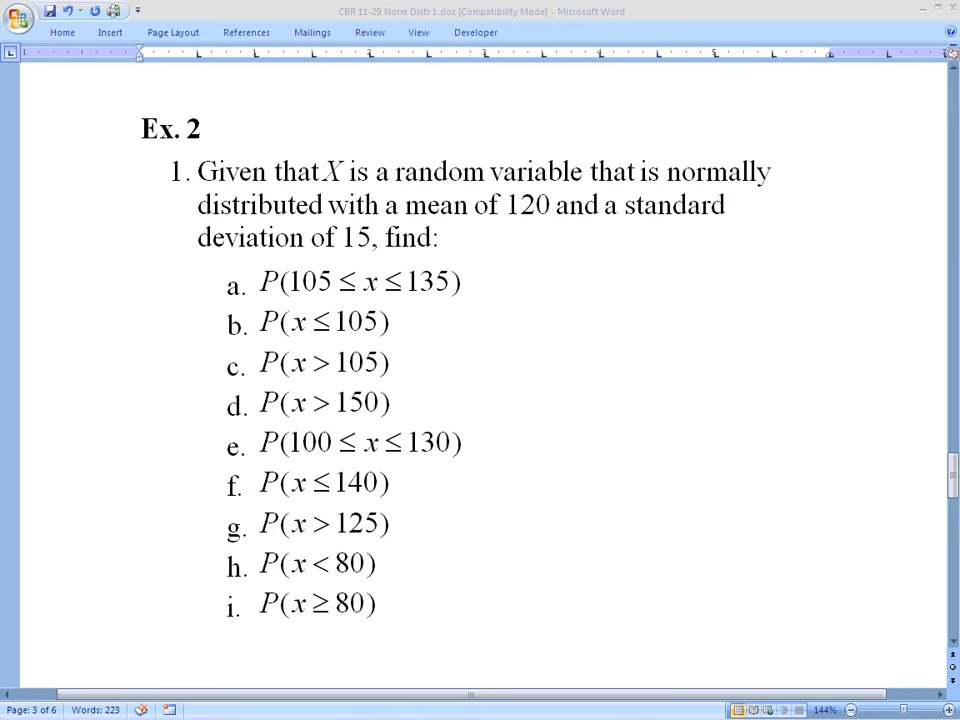 CBR 11-29 Norm Distr 1.doc [Compatibility Mode] - Microsoft Word
Home Insert Page Layout References Mailings Review View Developer
Ex. 2
1. Given that X is a random variable that is normally
distributed with a mean of 120 and a standard
deviation of 15, find:
a. P(105 ≤ x ≤ 135)
b. P(x ≤ 105)
c. P(x > 105)
d. P(x > 150)
e. P(100 ≤ x ≤ 130)
f. P(x ≤ 140)
g. P(x > 125)
h. P(x < 80)
i. P(x ≥ 80)
Page: 3 of 6 Words: 223 144%